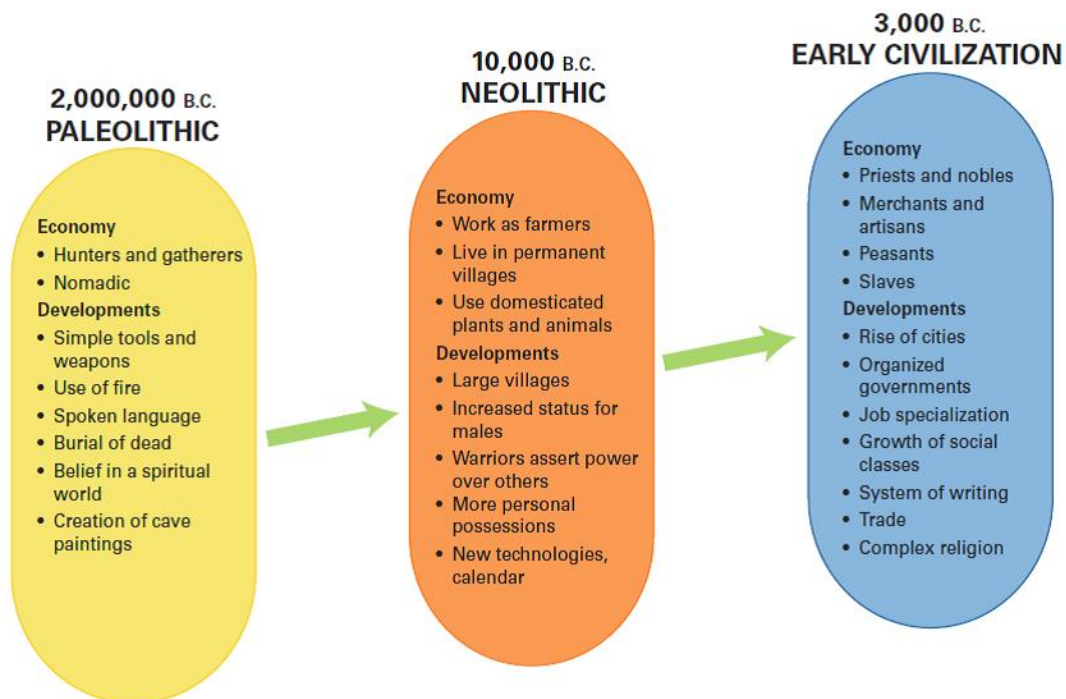 2,000,000 B.C.
PALEOLITHIC
Economy
• Hunters and gatherers
• Nomadic
Developments
• Simple tools and
weapons
• Use of fire
• Spoken language
• Burial of dead
• Belief in a spiritual
world
• Creation of cave
paintings
10,000 B.C.
NEOLITHIC
Economy
• Work as farmers
• Live in permanent
villages
• Use domesticated
plants and animals
Developments
• Large villages
• Increased status for
males
• Warriors assert power
over others
• More personal
possessions
• New technologies,
calendar
3,000 B.C.
EARLY CIVILIZATION
Economy
• Priests and nobles
• Merchants and
artisans
• Peasants
• Slaves
Developments
• Rise of cities
• Organized
governments
• Job specialization
• Growth of social
classes
• System of writing
• Trade
• Complex religion